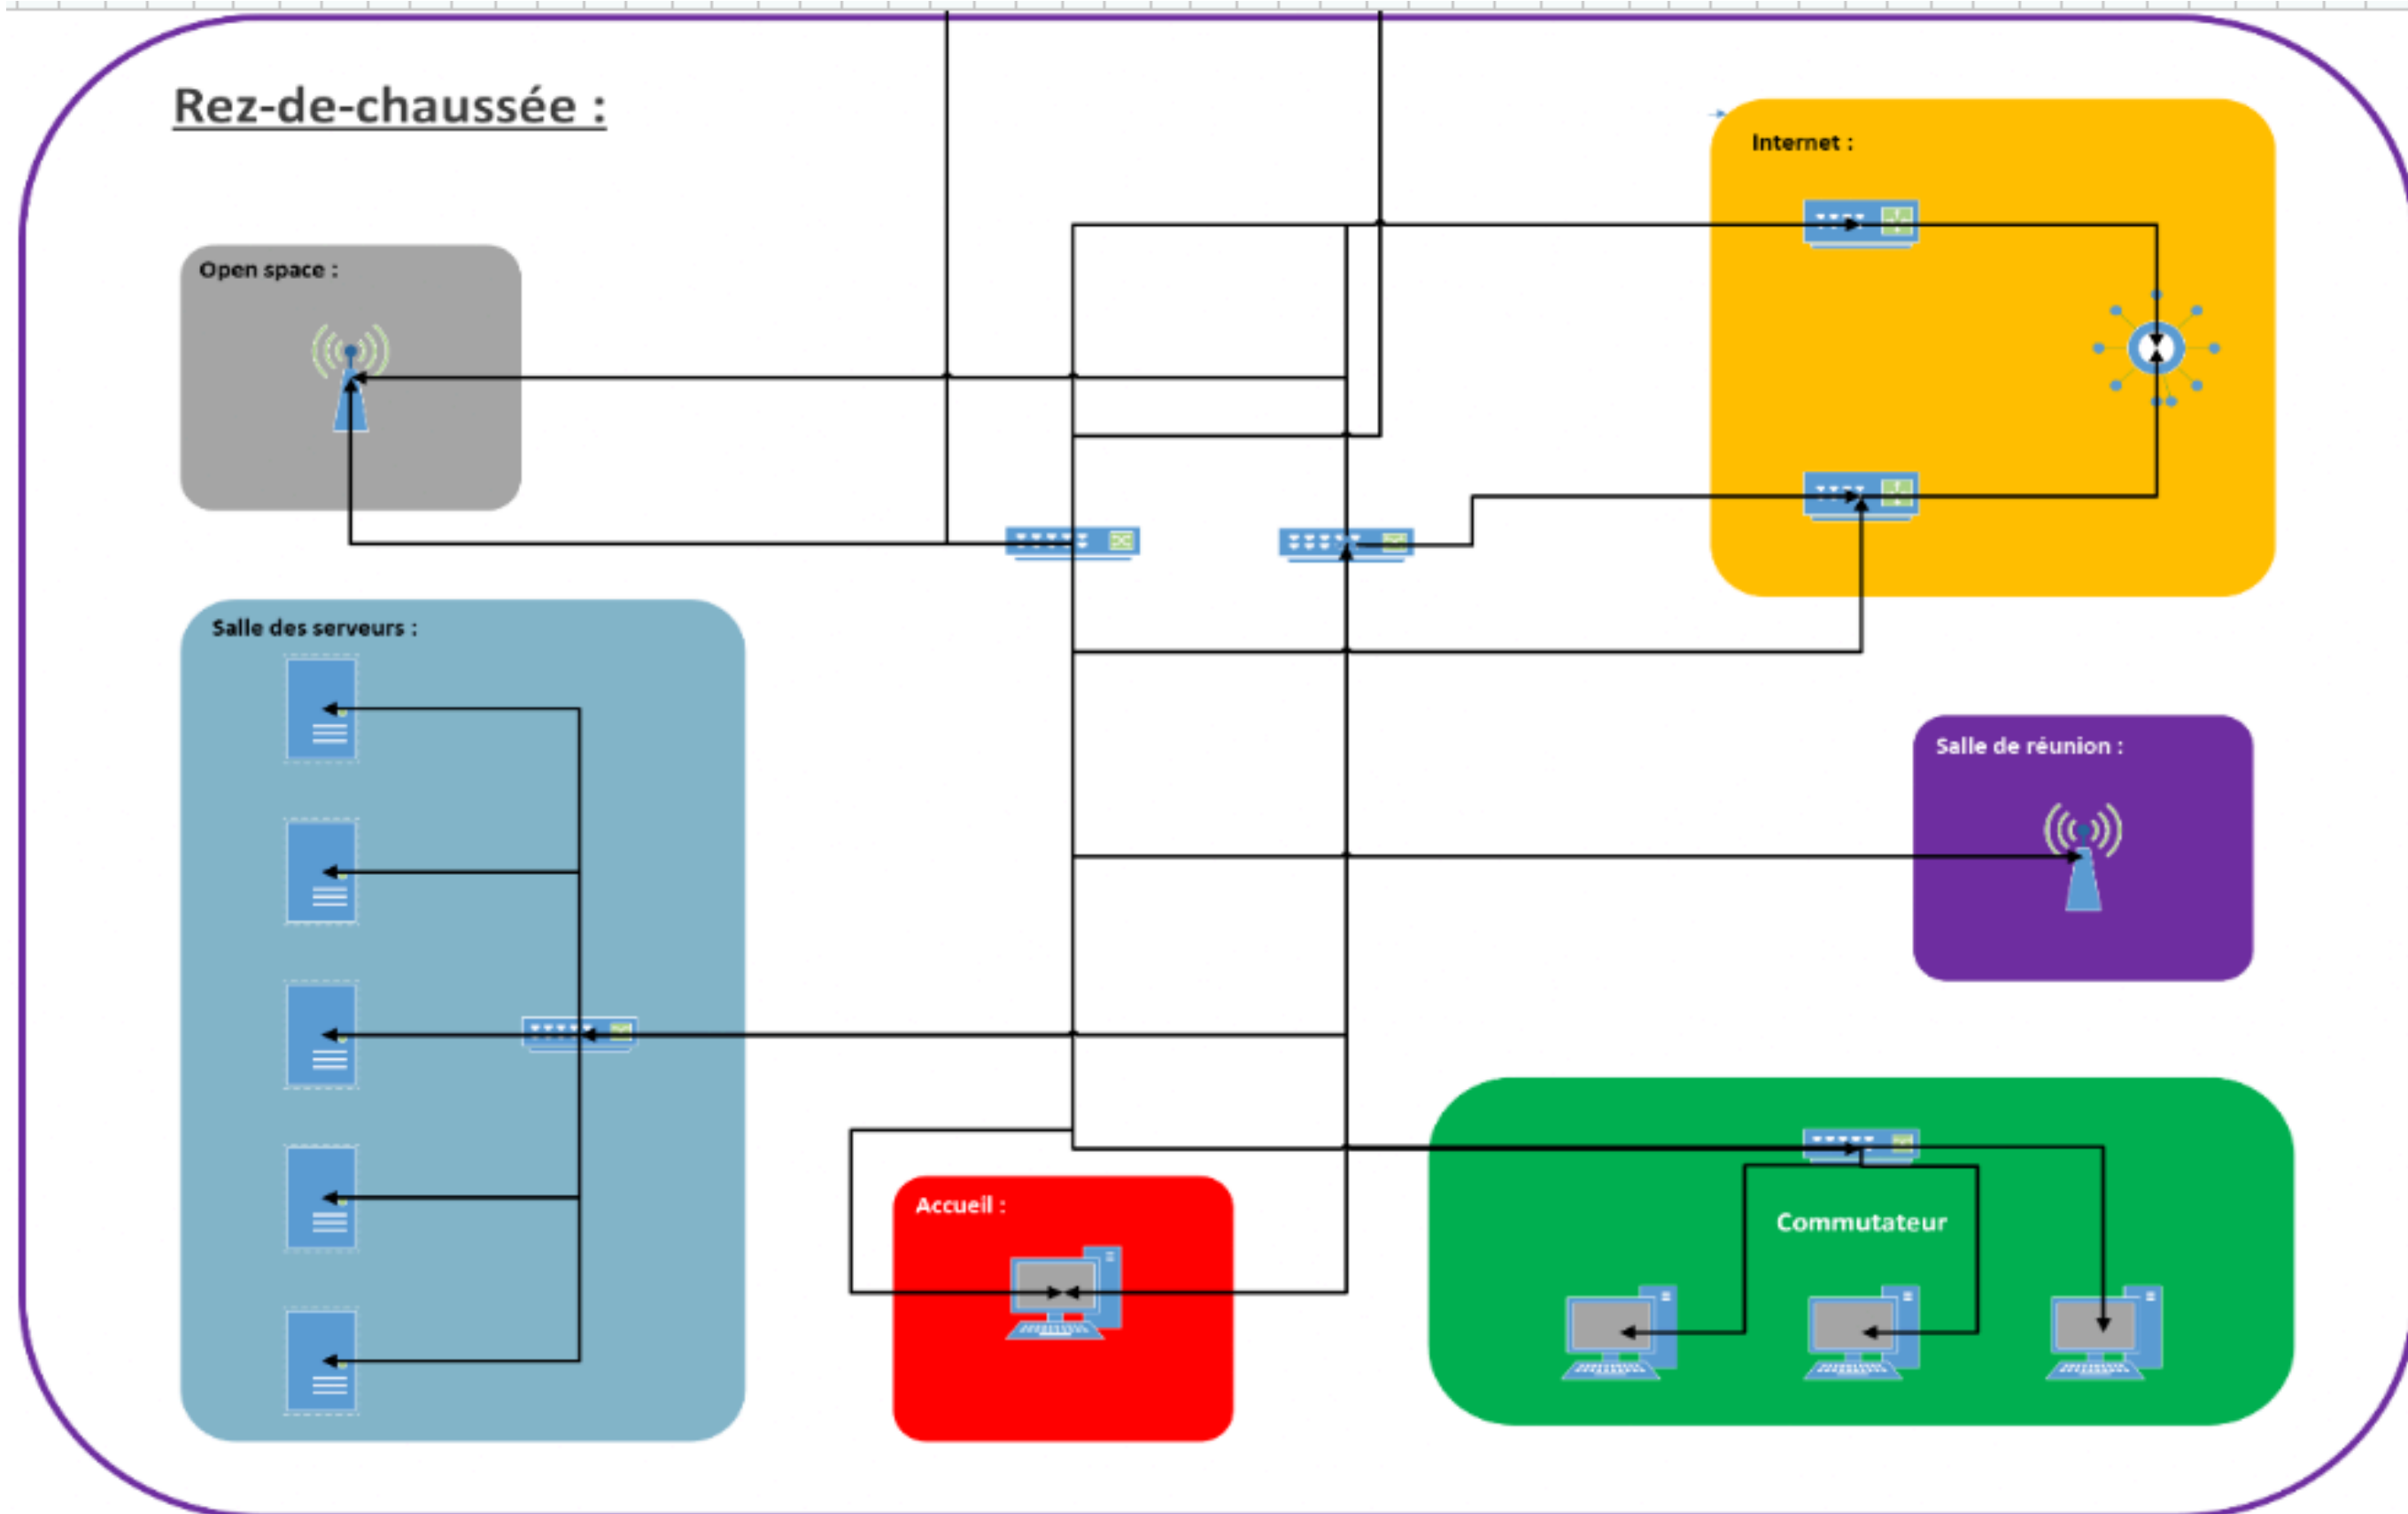 Rez-de-chaussée :
Internet :
Open space :
Salle des serveurs :
Salle de réunion :
Accueil :
Commutateur